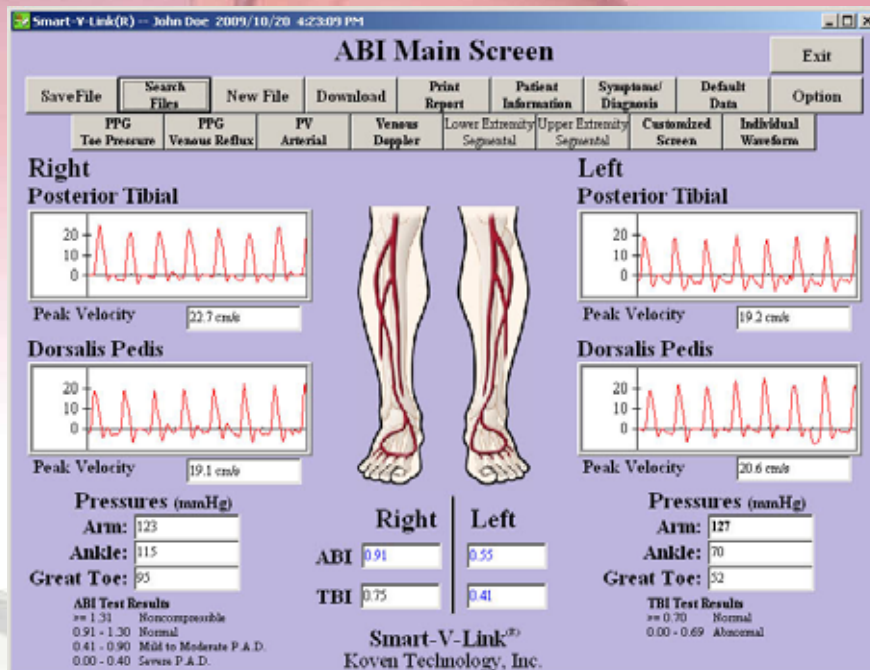 Smart-V-Link(R) -- John Doe 2009/10/20 4:23:09 PM
ABI Main Screen
Exit
SaveFile
Search Files
New File
Download
Print Report
Patient Information
Symptoms/ Diagnosis
Default Data
Option
PPG Toe Pressure
PPG Venous Reflux
PV Arterial
Venous Doppler
Lower Extremity Segmental
Upper Extremity Segmental
Customized Screen
Individual Waveform
Right
Posterior Tibial
20
10
0
Peak Velocity 22.7 cm/s
Dorsalis Pedis
20
10
0
Peak Velocity 19.1 cm/s
Pressures (mmHg)
Arm: 123
Ankle: 115
Great Toe: 95
ABI Test Results
>= 1.31 Noncompressible
0.91 - 1.30 Normal
0.41 - 0.90 Mild to Moderate P.A.D.
0.00 - 0.40 Severe P.A.D.
Right Left
ABI 0.91 0.55
TBI 0.75 0.41
Smart-V-Link(R)
Koven Technology, Inc.
Left
Posterior Tibial
20
10
0
Peak Velocity 19.2 cm/s
Dorsalis Pedis
20
10
0
Peak Velocity 20.6 cm/s
Pressures (mmHg)
Arm: 127
Ankle: 70
Great Toe: 52
TBI Test Results
>= 0.70 Normal
0.00 - 0.69 Abnormal